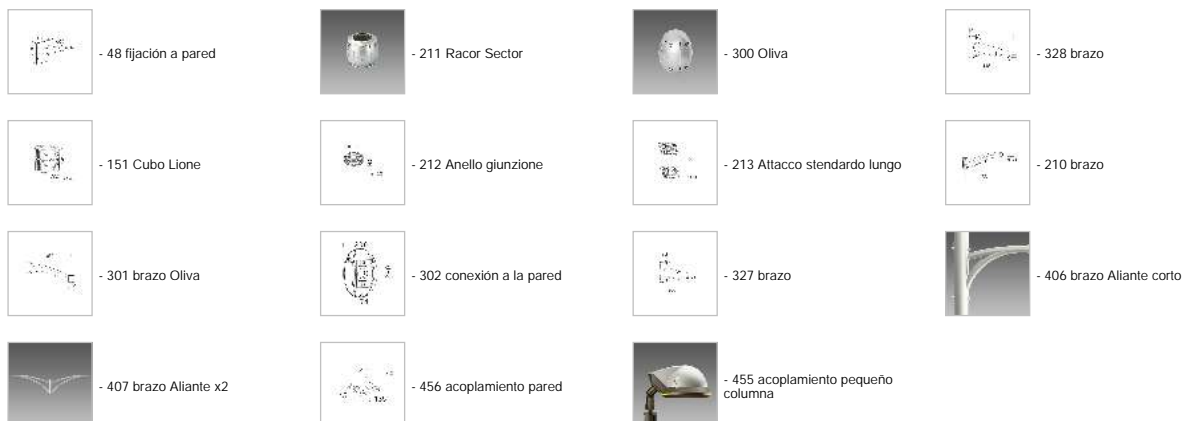 - 48 fijación a pared
- 211 Racor Sector
- 300 Oliva
- 328 brazo
- 151 Cubo Lione
- 212 Anello giunzione
- 213 Attacco stendardo lungo
- 210 brazo
- 301 brazo Oliva
- 302 conexión a la pared
- 327 brazo
- 406 brazo Aliante corto
- 407 brazo Aliante x2
- 456 acoplamiento pared
- 455 acoplamiento pequeño
columna